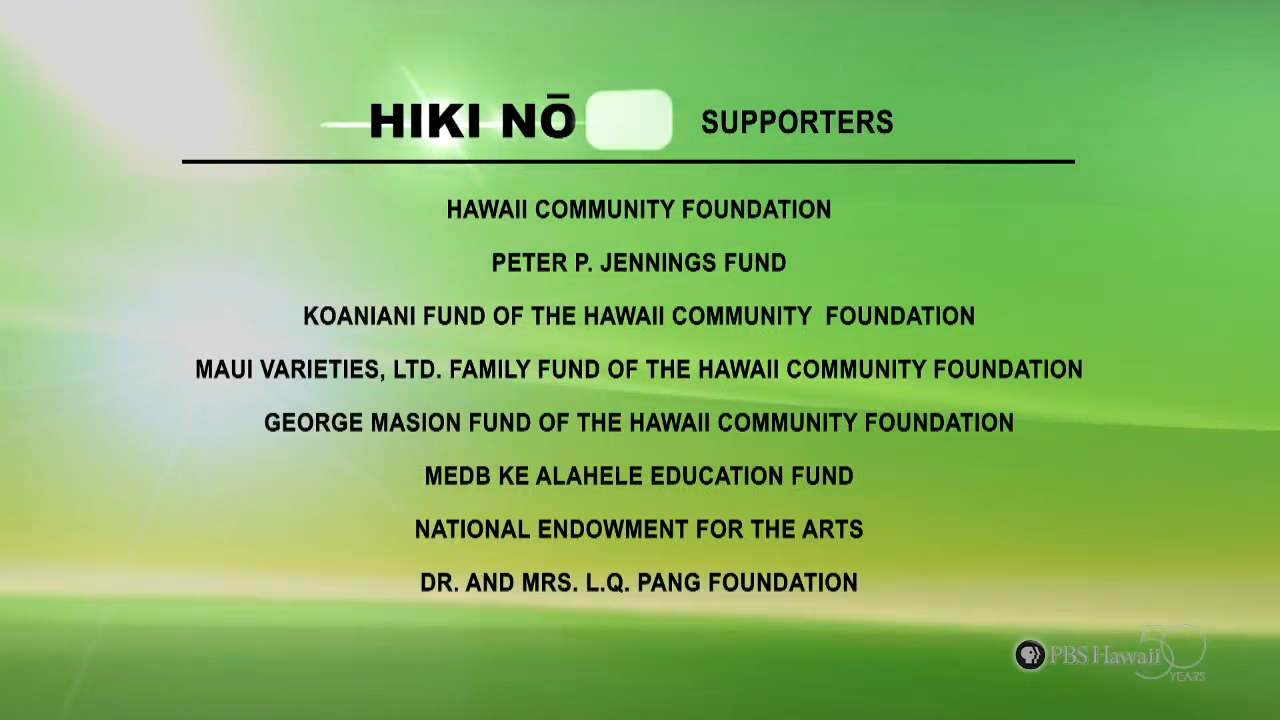 HIKI NŌ SUPPORTERS
HAWAII COMMUNITY FOUNDATION
PETER P. JENNINGS FUND
KOANIANI FUND OF THE HAWAII COMMUNITY FOUNDATION
MAUI VARIETIES, LTD. FAMILY FUND OF THE HAWAII COMMUNITY FOUNDATION
GEORGE MASION FUND OF THE HAWAII COMMUNITY FOUNDATION
MEDB KE ALAHELE EDUCATION FUND
NATIONAL ENDOWMENT FOR THE ARTS
DR. AND MRS. L.Q. PANG FOUNDATION
PBS Hawaii 50
YEARS